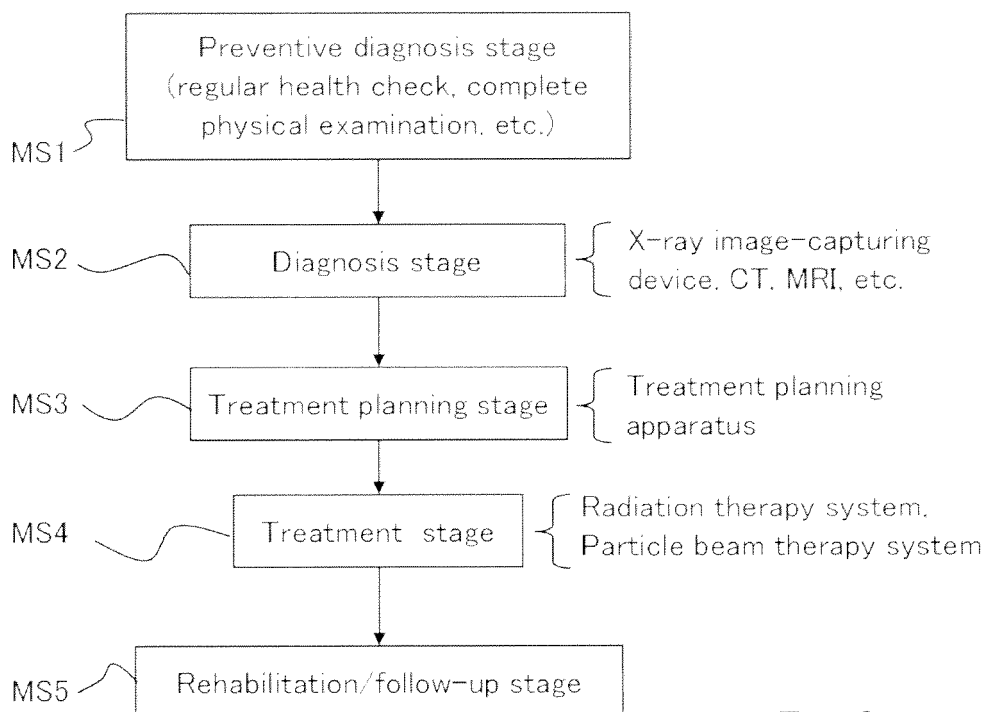 Preventive diagnosis stage
(regular health check, complete
physical examination, etc.)
MS1
MS2
Diagnosis stage
X-ray image-capturing
device, CT, MRI, etc.
MS3
Treatment planning stage
Treatment planning
apparatus
MS4
Treatment stage
Radiation therapy system,
Particle beam therapy system
MS5
Rehabilitation/follow-up stage